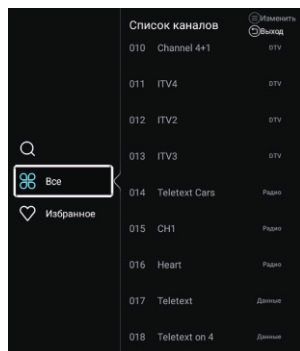 Список каналов
Изменить
Выход
010 Channel 4+1 DTV
011 ITV4 DTV
012 ITV2 DTV
013 ITV3 DTV
Все
014 Teletext Cars Радио
Избранное
015 CH1 Радио
016 Heart Радио
017 Teletext Данные
018 Teletext on 4 Данные